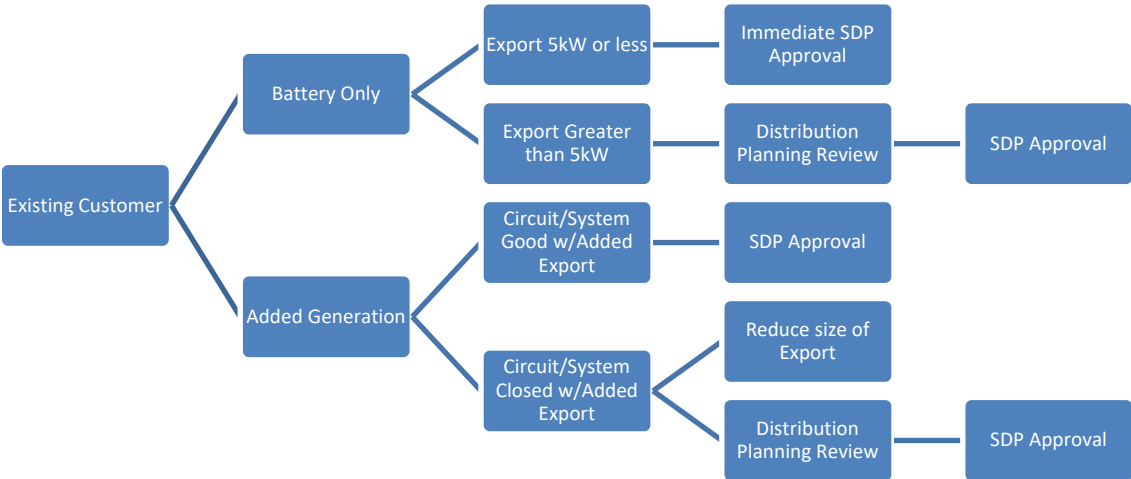 Existing Customer
Battery Only
Export 5kW or less
Immediate SDP
Approval
Export Greater
than 5kW
Distribution
Planning Review
SDP Approval
Added Generation
Circuit/System
Good w/Added
Export
SDP Approval
Circuit/System
Closed w/Added
Export
Reduce size of
Export
Distribution
Planning Review
SDP Approval